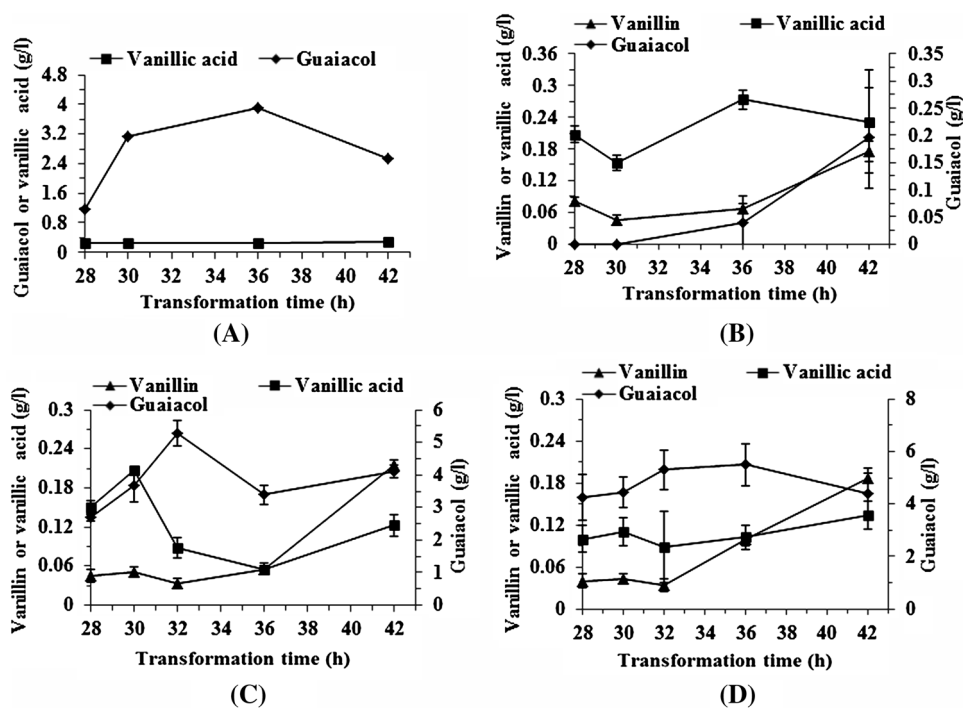 Vanillic acid Guaiacol
Guaiacol or vanillic acid (g/l)
4.8
4
3.2
2.4
1.6
0.8
0
28 30 32 34 36 38 40 42
Transformation time (h)
(A)
Vanillin Vanillic acid
Guaiacol
Vanillin or vanillic acid (g/l)
0.36
0.3
0.24
0.18
0.12
0.06
0
0.35
0.3
0.25
0.2
0.15
0.1
0.05
0
Guaiacol (g/l)
28 30 32 34 36 38 40 42
Transformation time (h)
(B)
Vanillin Vanillic acid
Guaiacol
Vanillin or vanillic acid (g/l)
0.3
0.24
0.18
0.12
0.06
0
6
5
4
3
2
1
0
Guaiacol (g/l)
28 30 32 34 36 38 40 42
Transformation time (h)
(C)
Vanillin Vanillic acid
Guaiacol
Vanillin or vanillic acid (g/l)
0.3
0.24
0.18
0.12
0.06
0
8
6
4
2
0
Guaiacol (g/l)
28 30 32 34 36 38 40 42
Transformation time (h)
(D)